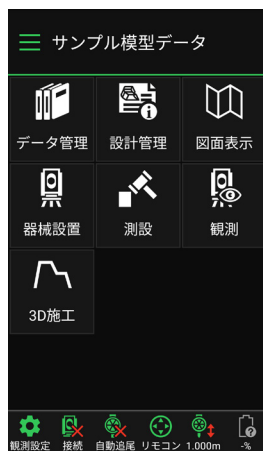 サンプル模型データ
データ管理 設計管理 図面表示
器械設置 測設 観測
3D施工
観測設定 接続 自動追尾 リモコン 1.000m -%